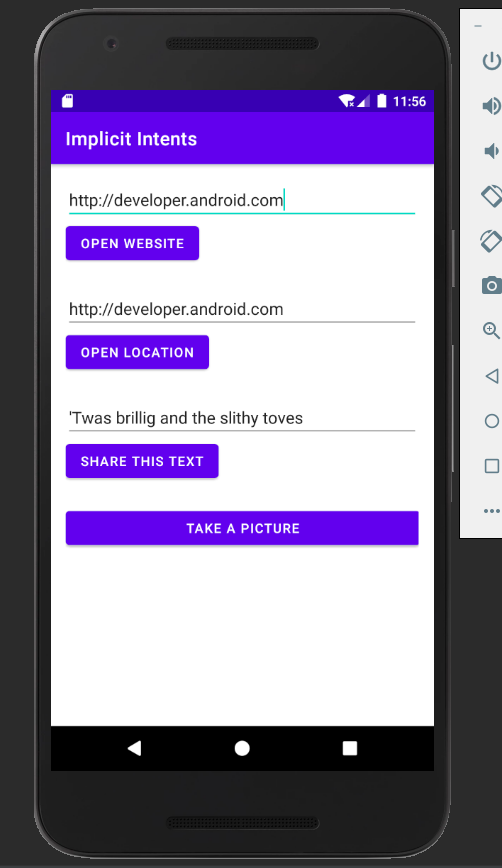 11:56
Implicit Intents
http://developer.android.com
OPEN WEBSITE
http://developer.android.com
OPEN LOCATION
'Twas brillig and the slithy toves
SHARE THIS TEXT
TAKE A PICTURE